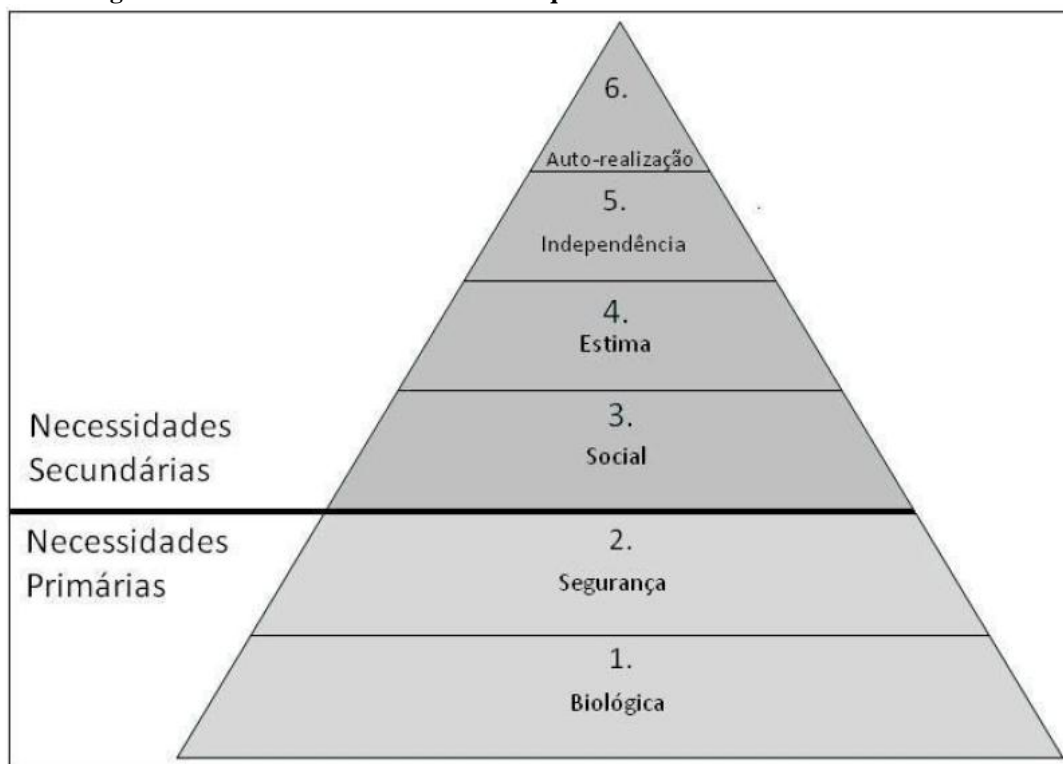 6.
Auto-realização
5.
Independência
4.
Estima
Necessidades
Secundárias
3.
Social
Necessidades
Primárias
2.
Segurança
1.
Biológica